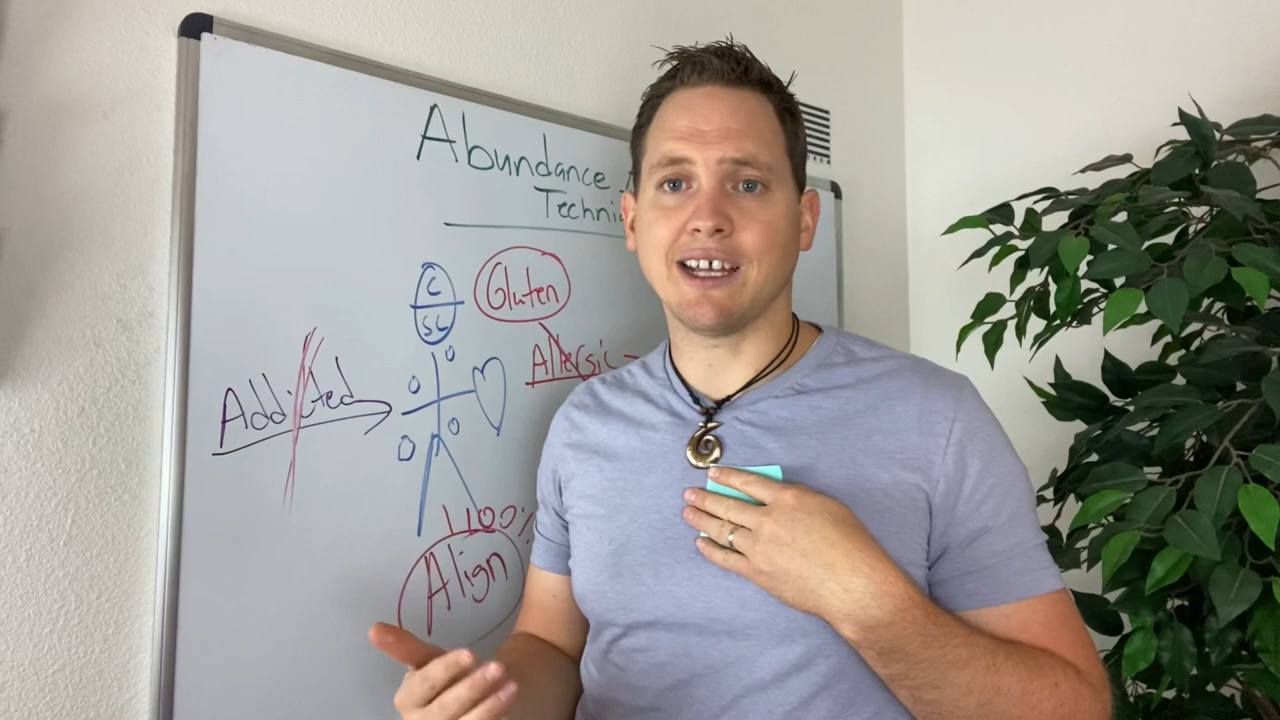 Abundance
Techni
C
SC
Gluten
Allergic -
Addicted
100%
Align